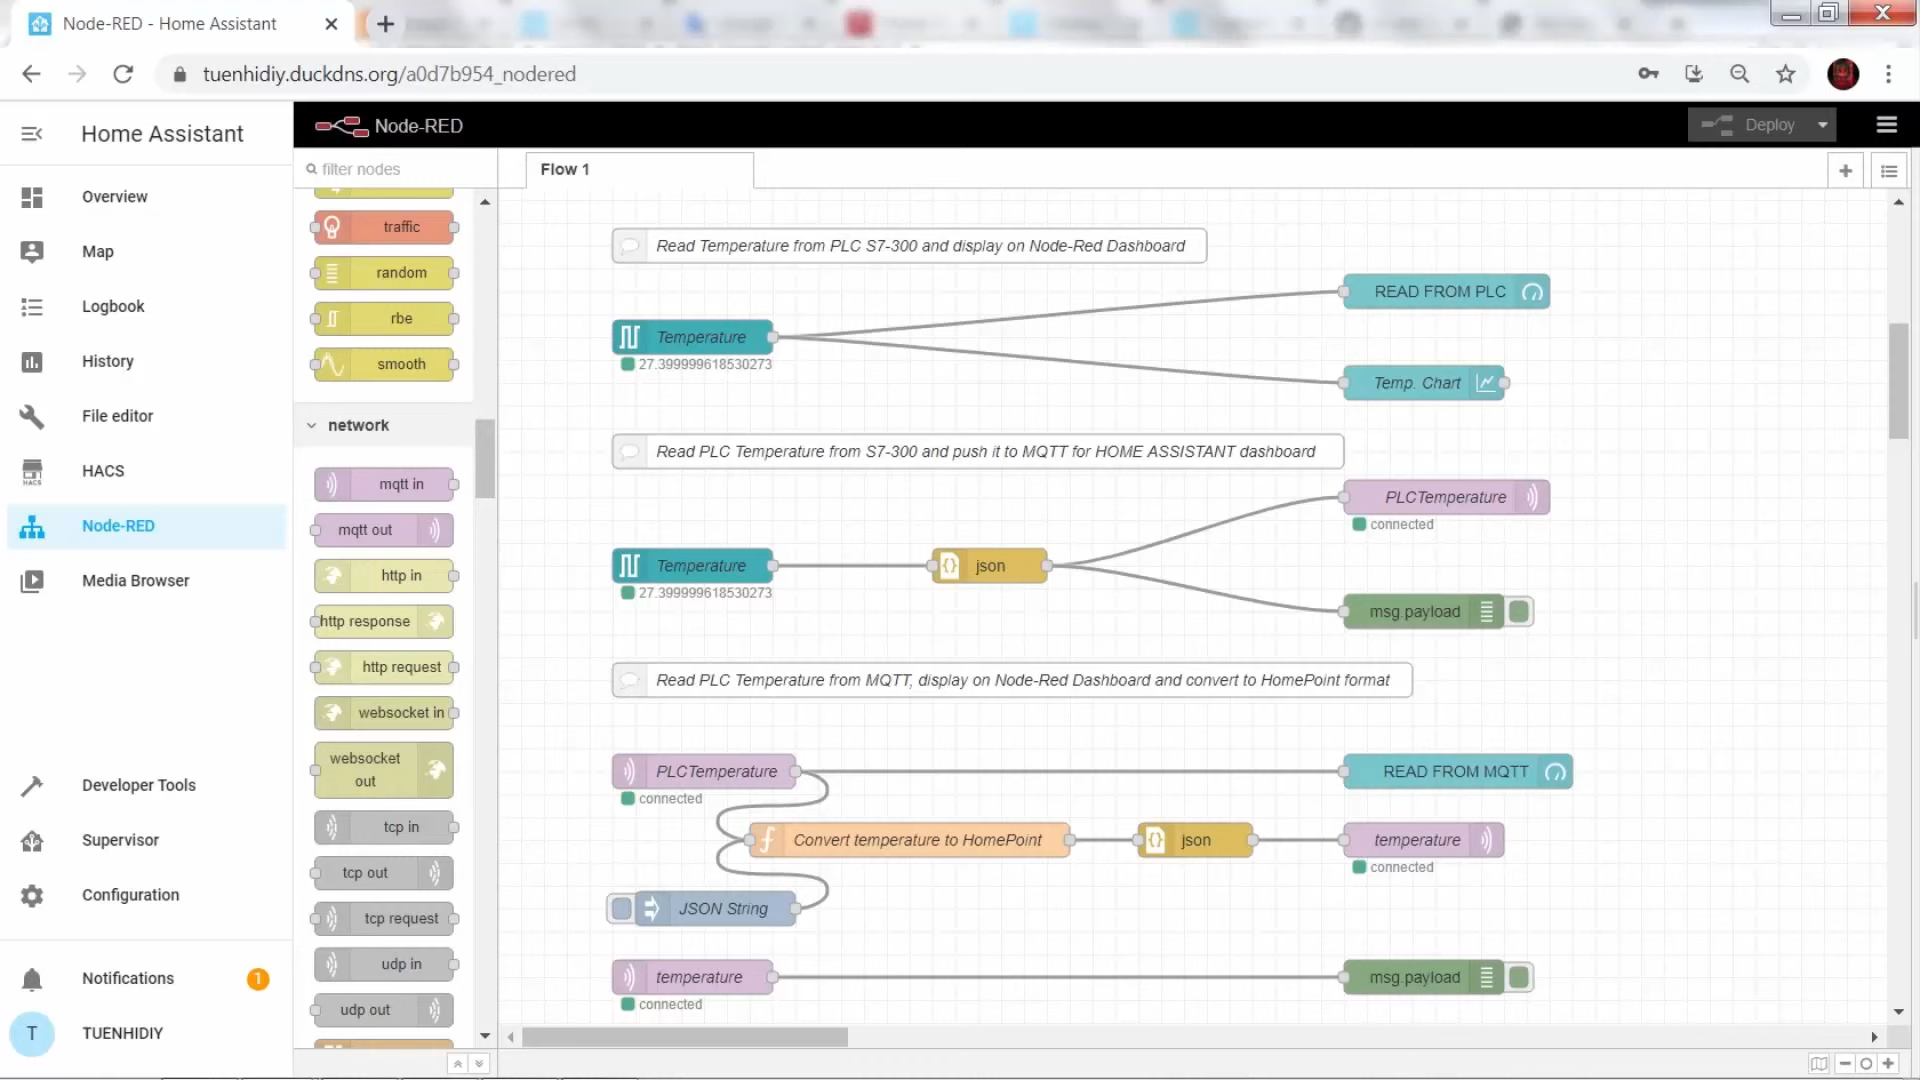 Node-RED - Home Assistant
tuenhidiy.duckdns.org/a0d7b954_nodered
Home Assistant
Overview
Map
Logbook
History
File editor
HACS
HACS
Node-RED
Media Browser
Developer Tools
Supervisor
Configuration
Notifications
1
T
TUENHIDIY
Node-RED
Deploy
filter nodes
traffic
random
rbe
smooth
network
mqtt in
mqtt out
http in
http response
http request
websocket in
websocket
out
tcp in
tcp out
tcp request
udp in
udp out
Flow 1
Read Temperature from PLC S7-300 and display on Node-Red Dashboard
READ FROM PLC
Temperature
27.399999618530273
Temp. Chart
Read PLC Temperature from S7-300 and push it to MQTT for HOME ASSISTANT dashboard
PLCTemperature
connected
Temperature
27.399999618530273
json
msg.payload
Read PLC Temperature from MQTT, display on Node-Red Dashboard and convert to HomePoint format
PLCTemperature
connected
READ FROM MQTT
Convert temperature to HomePoint
json
temperature
connected
JSON String
temperature
connected
msg.payload